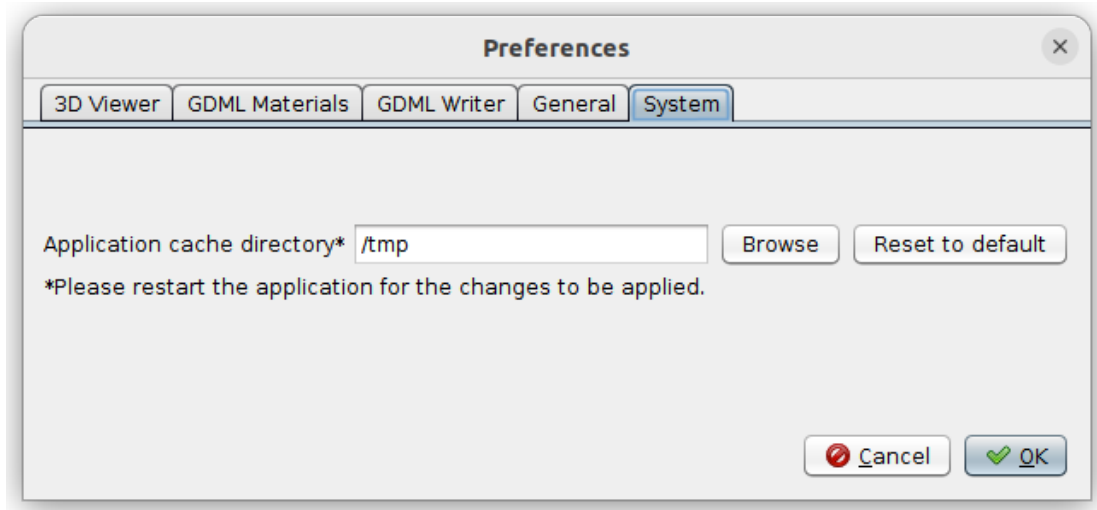 Preferences
3D Viewer GDML Materials GDML Writer General System
Application cache directory* /tmp Browse Reset to default
*Please restart the application for the changes to be applied.
Cancel OK